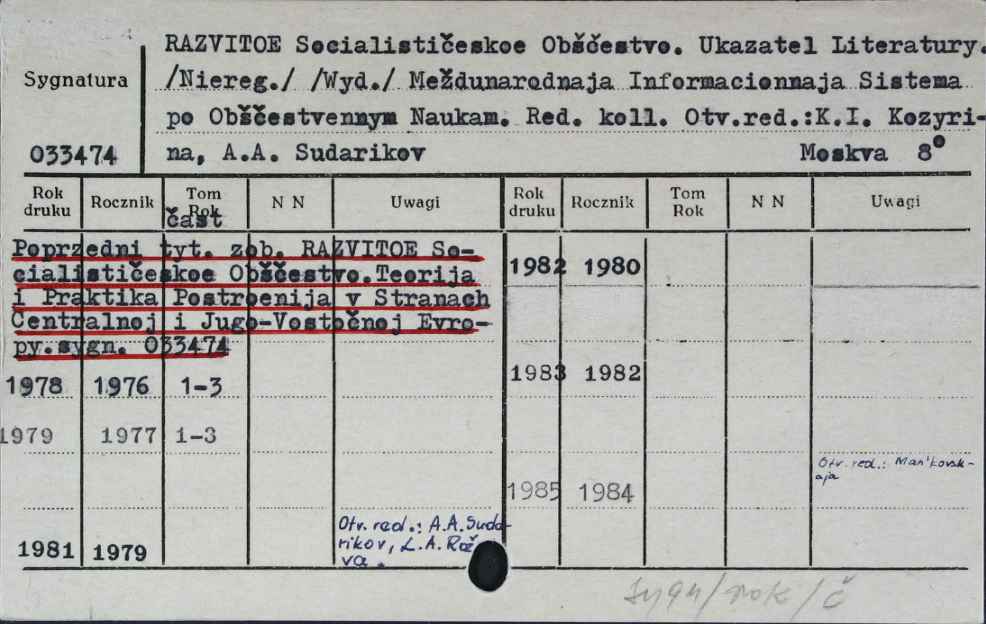 RAZVITOE Socialističeskoe Obščestvo. Ukazatel Literatury.
Sygnatura
/Niereg./ /Wyd./ Meždunarodnaja Informacionnaja Sistema
po Obščestvennym Naukam. Red. koll. Otv.red.:K.I. Kozyri-
033474
na, A.A. Sudarikov Moskva 8°
Rok druku Rocznik Tom Rok N N Uwagi Rok druku Rocznik Tom Rok N N Uwagi
čast
Poprzedni tyt. zob. RAZVITOE So-
cialističeskoe Obščestvo.Teorija
i Praktika Postroenija v Stranach
Centralnoj i Jugo-Vostočnoj Evro-
py.sygn. 033474
1978 1976 1-3
1979 1977 1-3
1981 1979
Otv. red.: A.A. Suda-
rikov, L.A.
va.
1982 1980
1983 1982
1985 1984
Otv. red.: Man'kovsk-
aja
sygn/rok/č